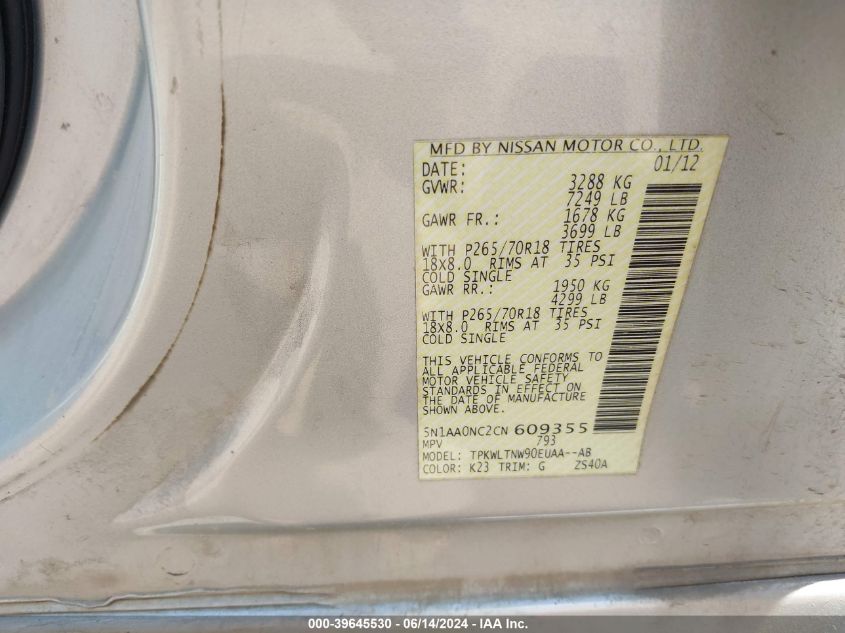 MFD BY NISSAN MOTOR CO., LTD.
DATE: 01/12
GVWR: 3288 KG
7249 LB
GAWR FR.: 1678 KG
3699 LB
WITH P265/70R18 TIRES
18X8.0 RIMS AT 35 PSI
COLD SINGLE
GAWR RR.: 1950 KG
4299 LB
WITH P265/70R18 TIRES
18X8.0 RIMS AT 35 PSI
COLD SINGLE
THIS VEHICLE CONFORMS TO
ALL APPLICABLE FEDERAL
MOTOR VEHICLE SAFETY
STANDARDS IN EFFECT ON
THE DATE OF MANUFACTURE
SHOWN ABOVE.
5N1AA0NC2CN 609355
MPV 793
MODEL: TPKWLTNW90EUAA--AB
COLOR: K23 TRIM: G ZS40A
000-39645530 - 06/14/2024 - IAA Inc.